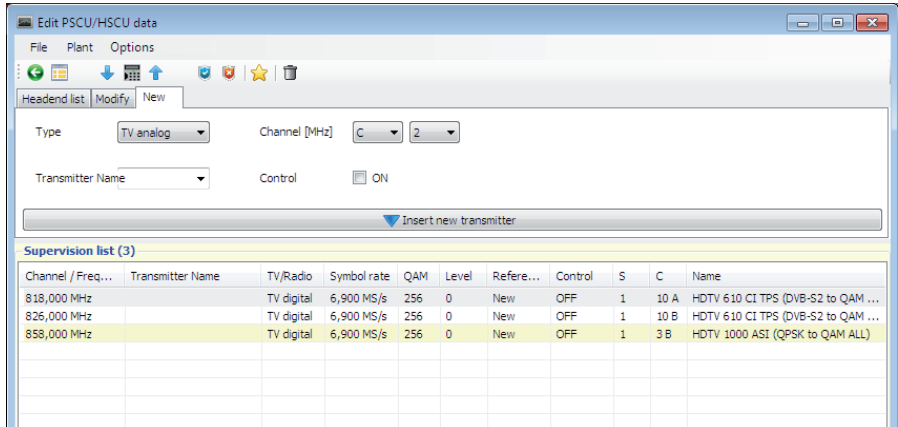 Edit PSCU/HSCU data
File Plant Options
Headend list Modify New
Type TV analog Channel [MHz] C 2
Transmitter Name Control ON
Insert new transmitter
Supervision list (3)
Channel / Freq... Transmitter Name TV/Radio Symbol rate QAM Level Refere... Control S C Name
818,000 MHz TV digital 6,900 MS/s 256 0 New OFF 1 10 A HDTV 610 CI TPS (DVB-S2 to QAM ...
826,000 MHz TV digital 6,900 MS/s 256 0 New OFF 1 10 B HDTV 610 CI TPS (DVB-S2 to QAM ...
858,000 MHz TV digital 6,900 MS/s 256 0 New OFF 1 3 B HDTV 1000 ASI (QPSK to QAM ALL)